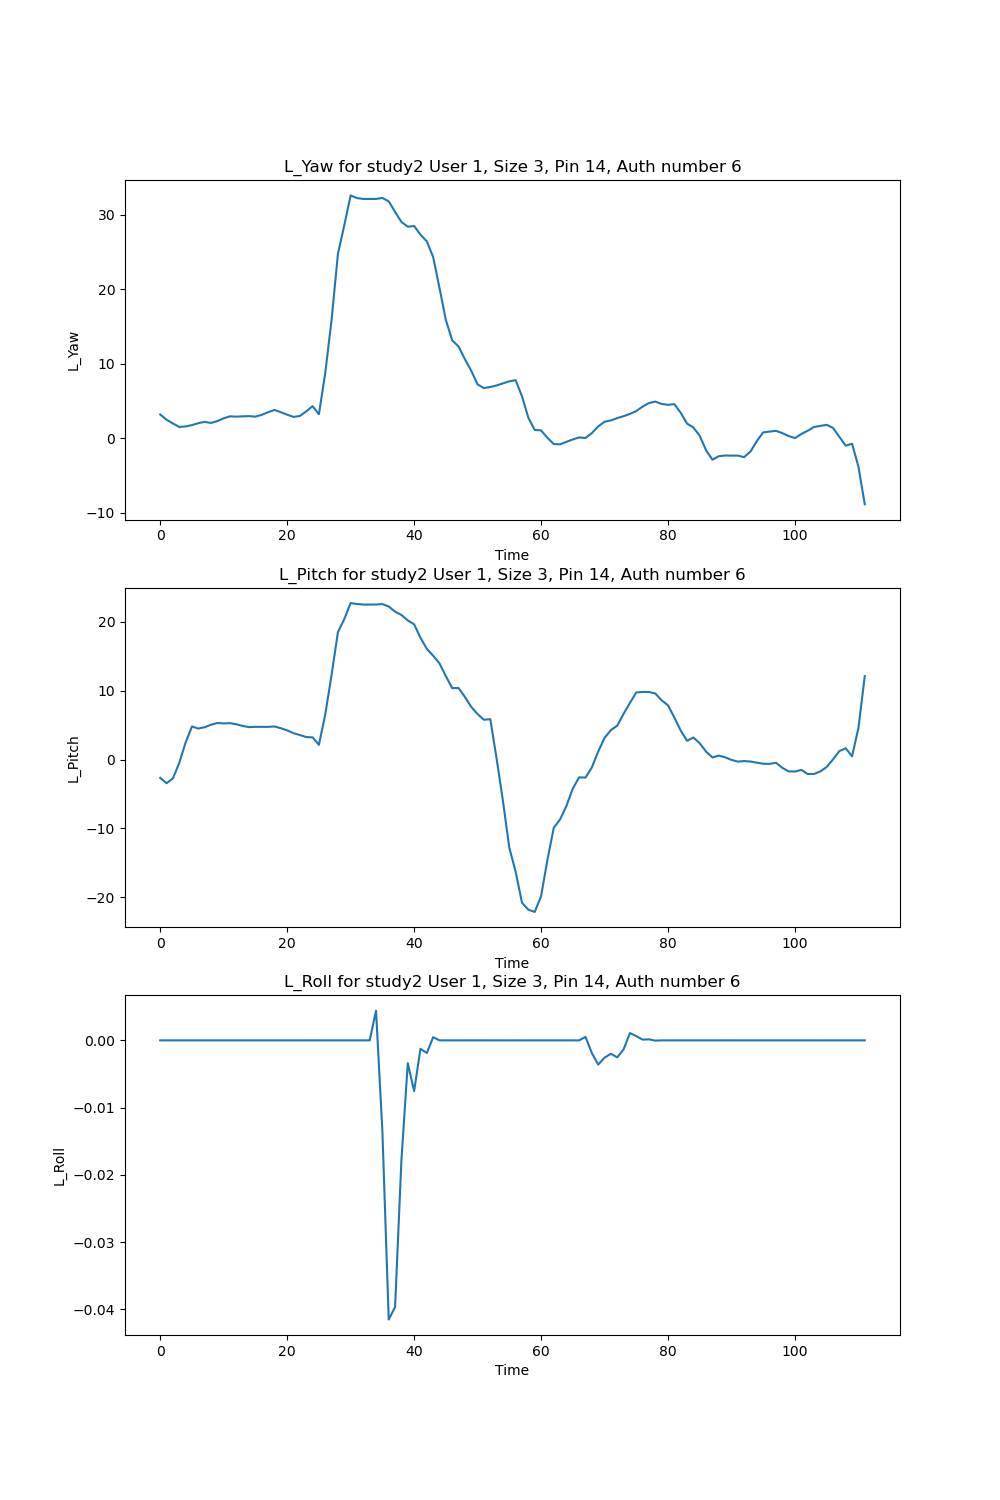 L_Yaw for study2 User 1, Size 3, Pin 14, Auth number 6
30
20
10
0
−10
L_Yaw
0 20 40 60 80 100
Time
L_Pitch for study2 User 1, Size 3, Pin 14, Auth number 6
20
10
0
−10
−20
L_Pitch
0 20 40 60 80 100
Time
L_Roll for study2 User 1, Size 3, Pin 14, Auth number 6
0.00
−0.01
−0.02
−0.03
−0.04
L_Roll
0 20 40 60 80 100
Time